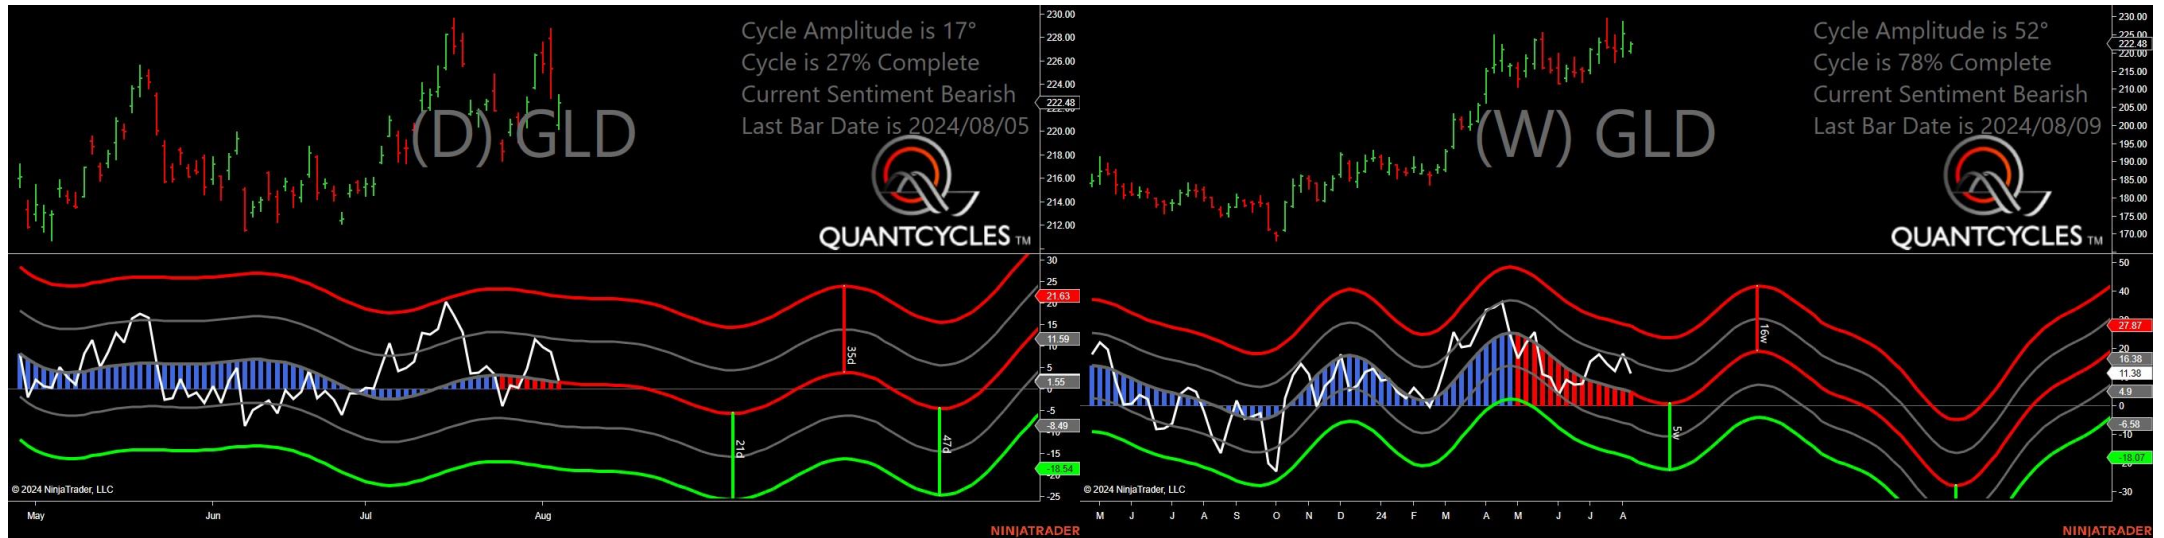 Cycle Amplitude is 17°
Cycle is 27% Complete
Current Sentiment Bearish
Last Bar Date is 2024/08/05
(D) GLD
QUANTCYCLES TM
230.00
228.00
226.00
224.00
222.48
220.00
218.00
216.00
214.00
212.00
30
25
21.63
15
11.59
5
1.55
-5
-8.49
-15
-18.54
-25
35d
21d
47d
© 2024 NinjaTrader, LLC
May Jun Jul Aug
NINJATRADER
Cycle Amplitude is 52°
Cycle is 78% Complete
Current Sentiment Bearish
Last Bar Date is 2024/08/09
(W) GLD
QUANTCYCLES TM
230.00
225.00
222.48
220.00
215.00
210.00
205.00
200.00
195.00
190.00
185.00
180.00
175.00
170.00
50
40
27.87
20
16.38
11.38
4.9
0
-6.58
-10
-18.07
-30
16w
5w
© 2024 NinjaTrader, LLC
M J J A S O N D 24 F M A M J J A
NINJATRADER